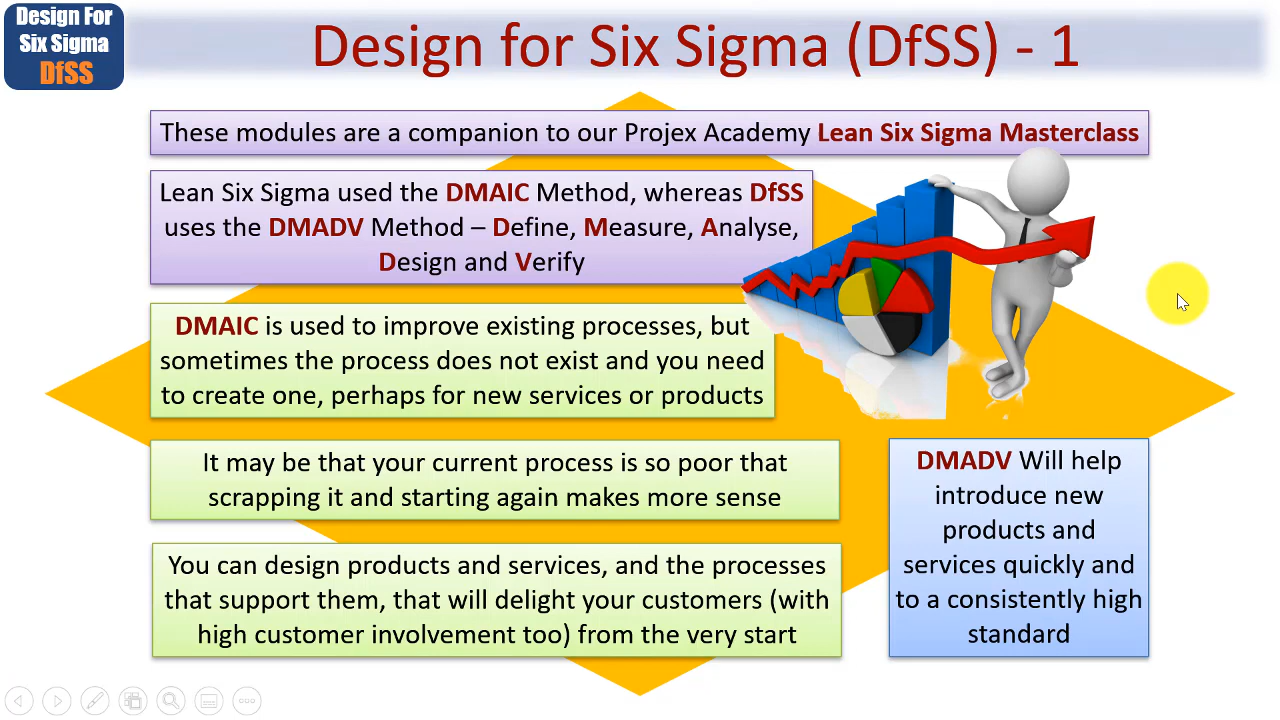 Design For
Six Sigma
DfSS
Design for Six Sigma (DfSS) - 1
These modules are a companion to our Projex Academy Lean Six Sigma Masterclass
Lean Six Sigma used the DMAIC Method, whereas DfSS
uses the DMADV Method – Define, Measure, Analyse,
Design and Verify
DMAIC is used to improve existing processes, but
sometimes the process does not exist and you need
to create one, perhaps for new services or products
It may be that your current process is so poor that
scrapping it and starting again makes more sense
You can design products and services, and the processes
that support them, that will delight your customers (with
high customer involvement too) from the very start
DMADV Will help
introduce new
products and
services quickly and
to a consistently high
standard